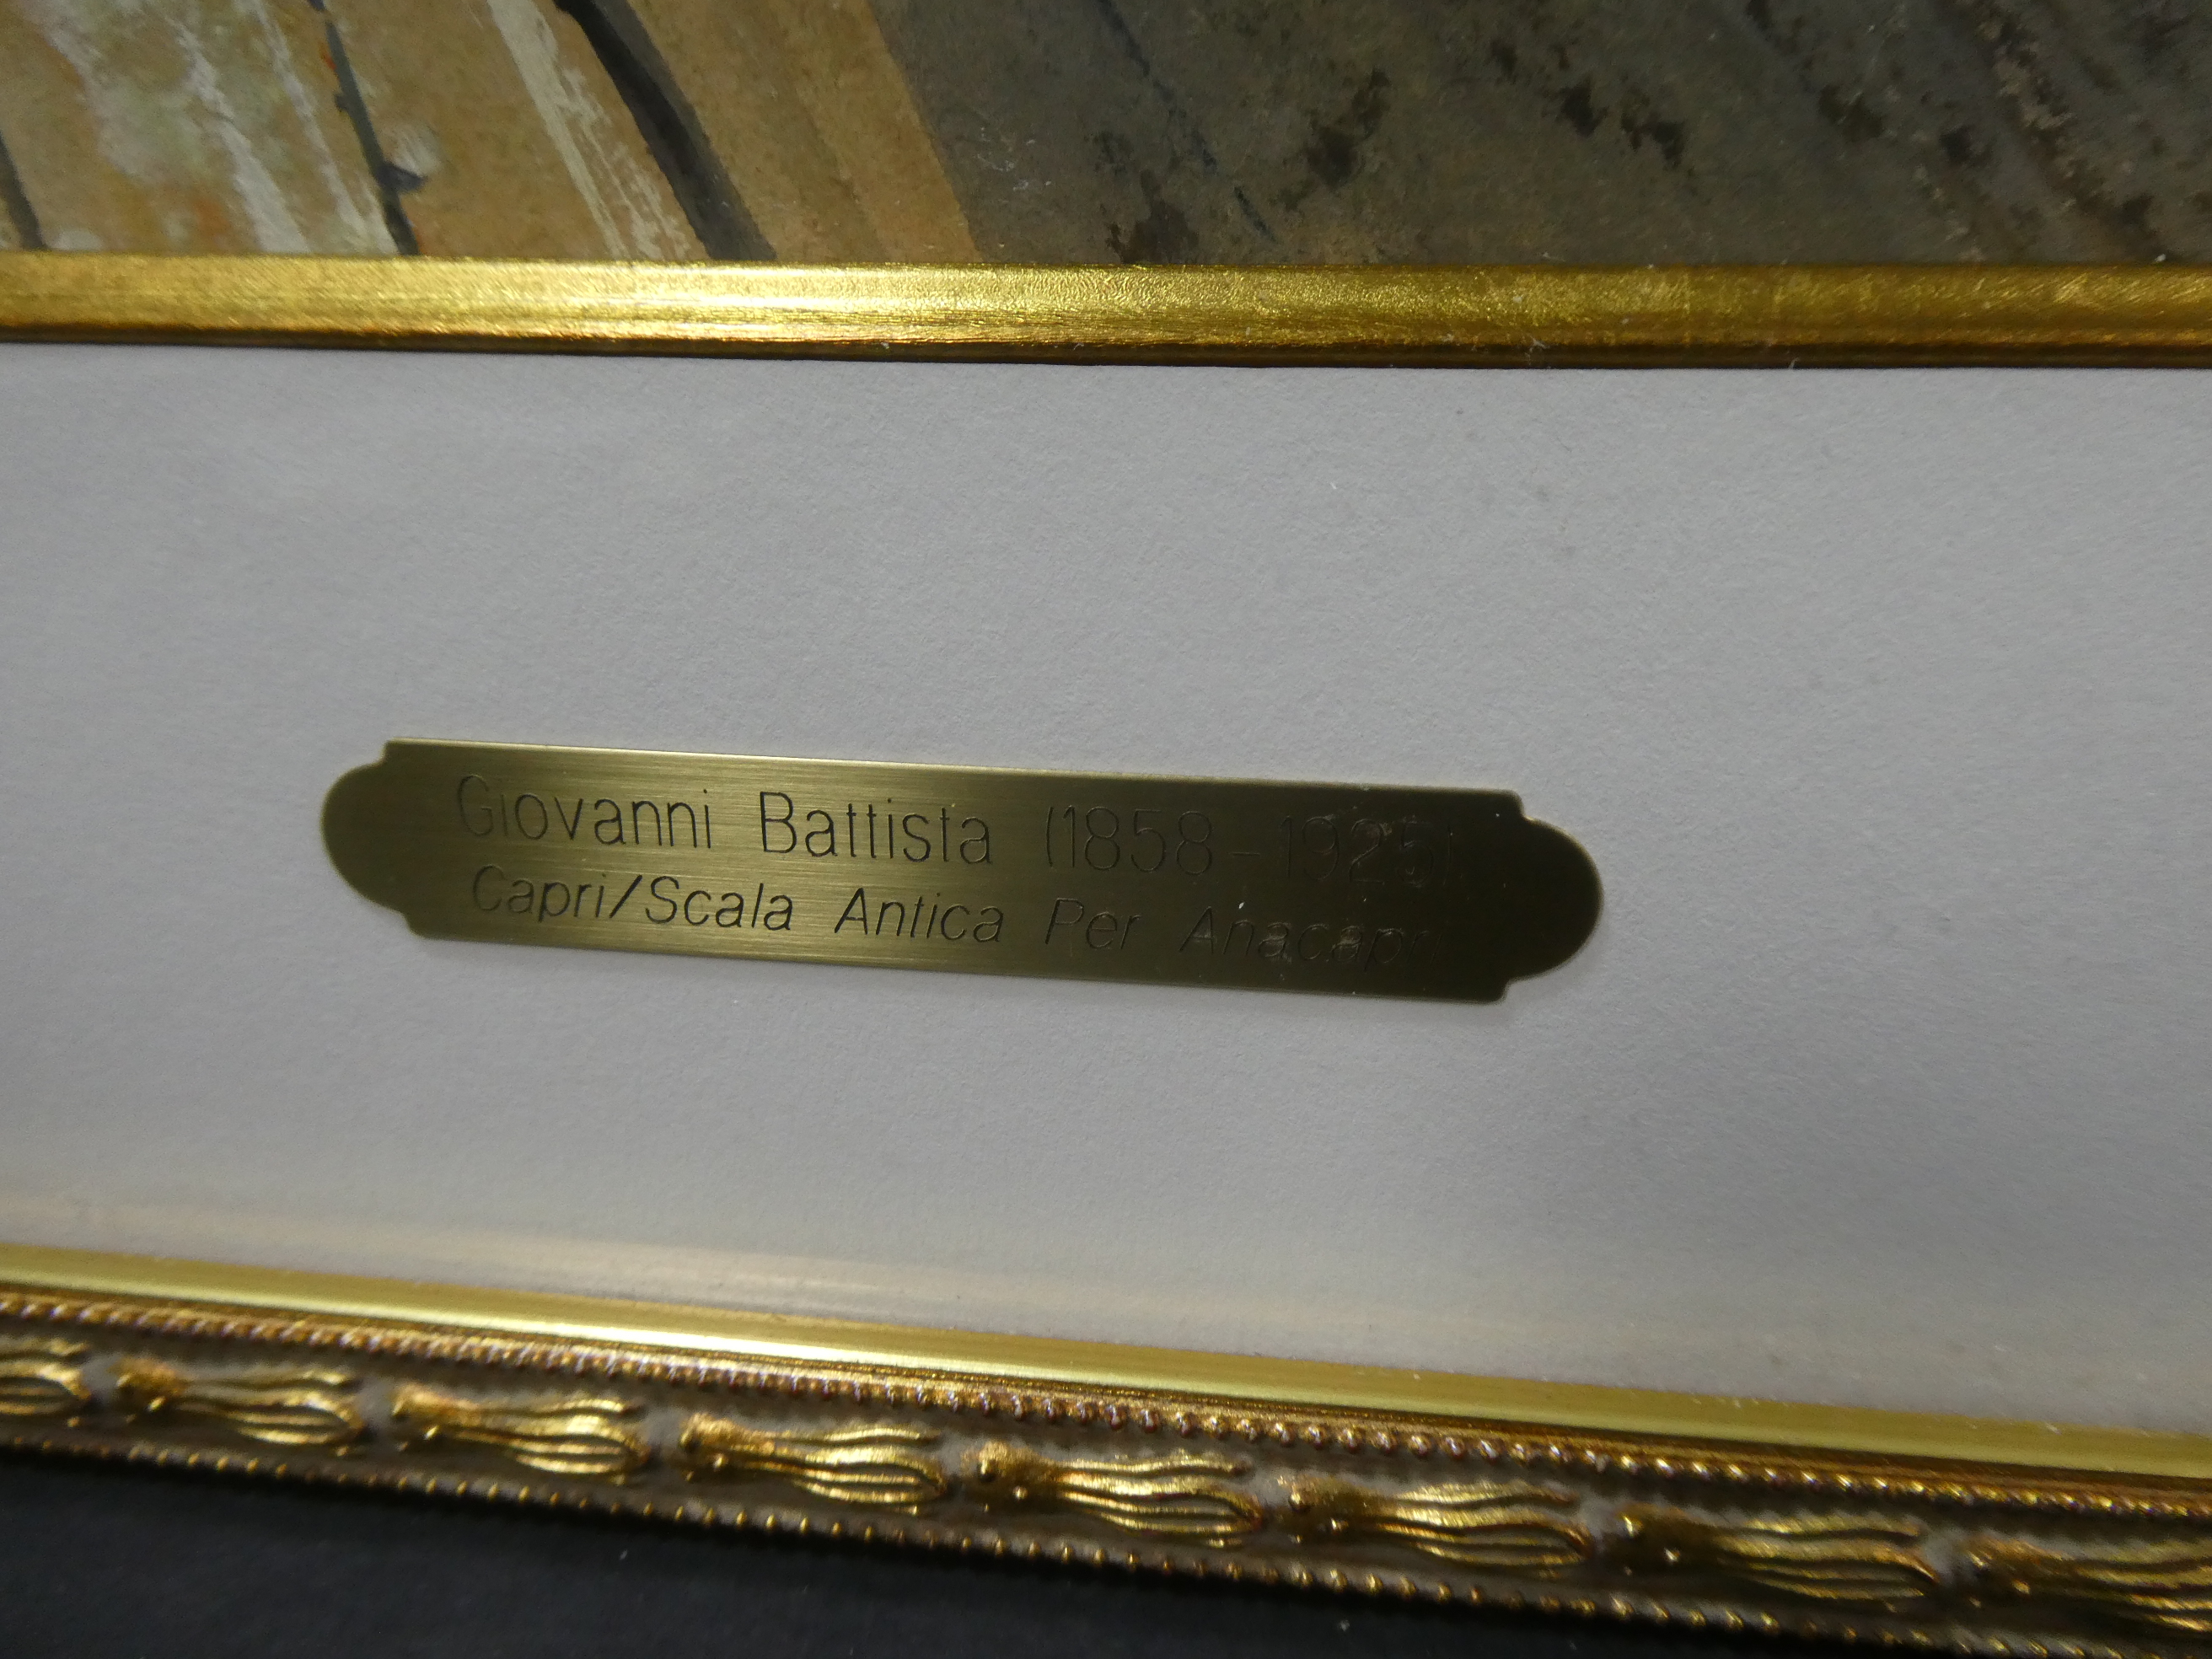 Giovanni Battista (1858-1925)
Capri/Scala Antica Per Anacapri